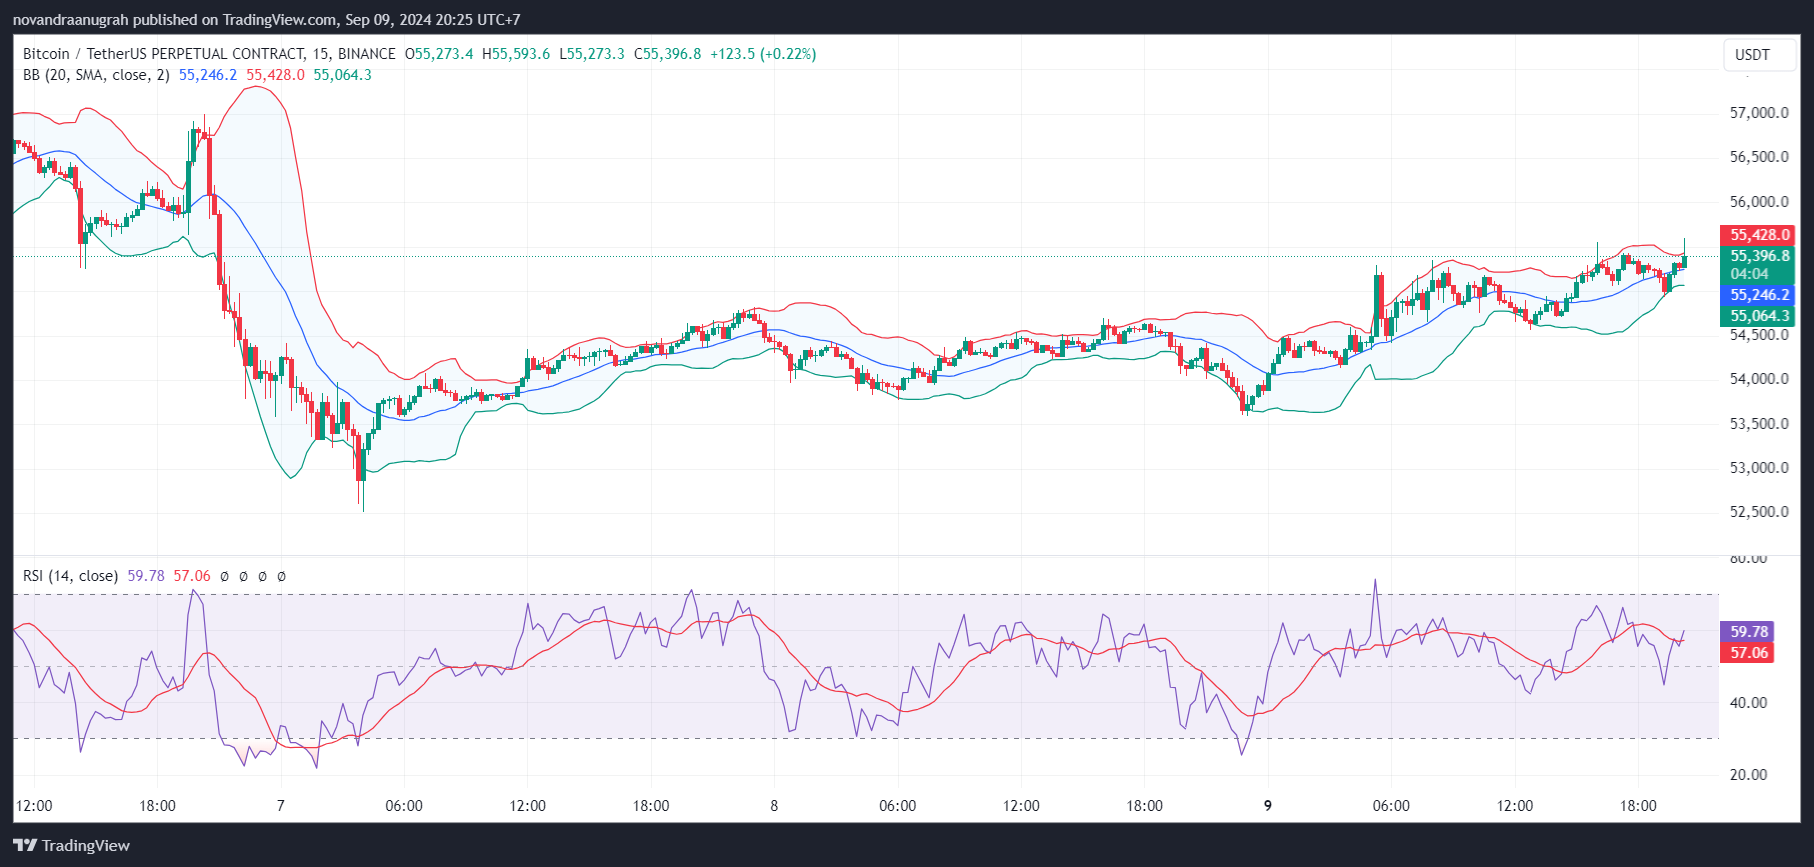 novandraanugrah published on TradingView.com, Sep 09, 2024 20:25 UTC+7
Bitcoin / TetherUS PERPETUAL CONTRACT, 15, BINANCE O55,273.4 H55,593.6 L55,273.3 C55,396.8 +123.5 (+0.22%)
BB (20, SMA, close, 2) 55,246.2 55,428.0 55,064.3
USDT
57,000.0
56,500.0
56,000.0
55,428.0
55,396.8
04:04
55,246.2
55,064.3
54,500.0
54,000.0
53,500.0
53,000.0
52,500.0
RSI (14, close) 59.78 57.06 ∅ ∅ ∅ ∅
80.00
59.78
57.06
40.00
20.00
12:00 18:00 7 06:00 12:00 18:00 8 06:00 12:00 18:00 9 06:00 12:00 18:00
TradingView